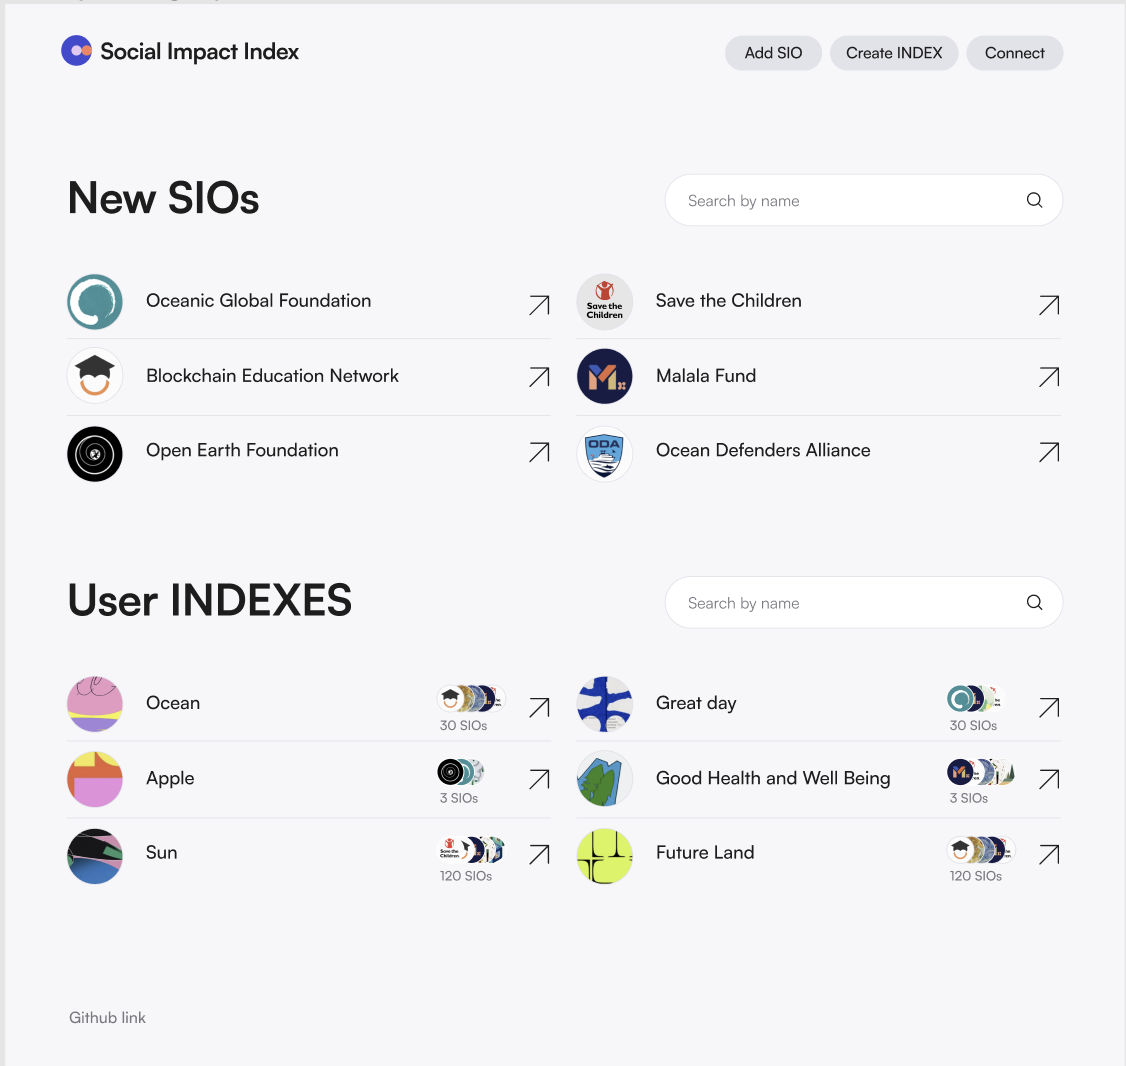 Social Impact Index
Add SIO
Create INDEX
Connect
New SIOs
Search by name
Oceanic Global Foundation
Save the Children
Save the
Children
Blockchain Education Network
M.
Malala Fund
Open Earth Foundation
ODA
Ocean Defenders Alliance
User INDEXES
Search by name
Ocean
30 SIOs
Great day
30 SIOs
Apple
3 SIOs
Good Health and Well Being
M.
3 SIOs
Sun
Save the
Children
120 SIOs
Future Land
120 SIOs
Github link